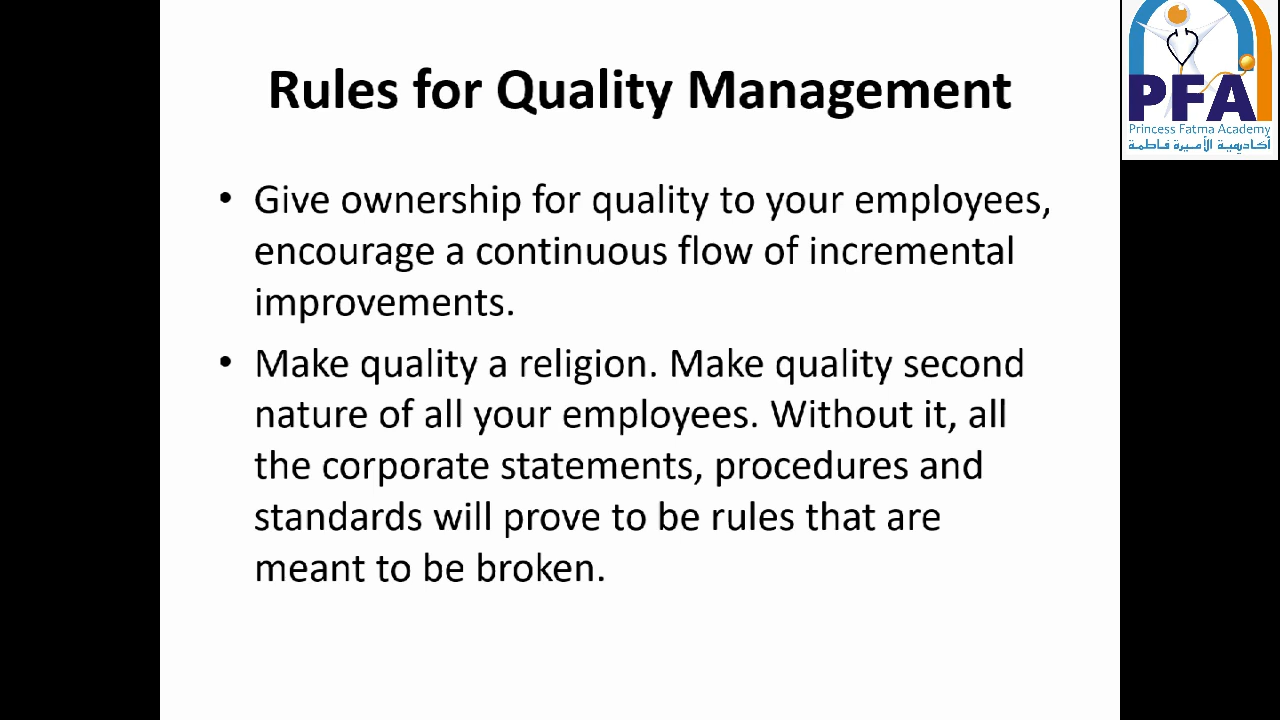 Rules for Quality Management
PFA
Princess Fatma Academy
أكاديمية الأميرة فاطمة
• Give ownership for quality to your employees,
encourage a continuous flow of incremental
improvements.
• Make quality a religion. Make quality second
nature of all your employees. Without it, all
the corporate statements, procedures and
standards will prove to be rules that are
meant to be broken.